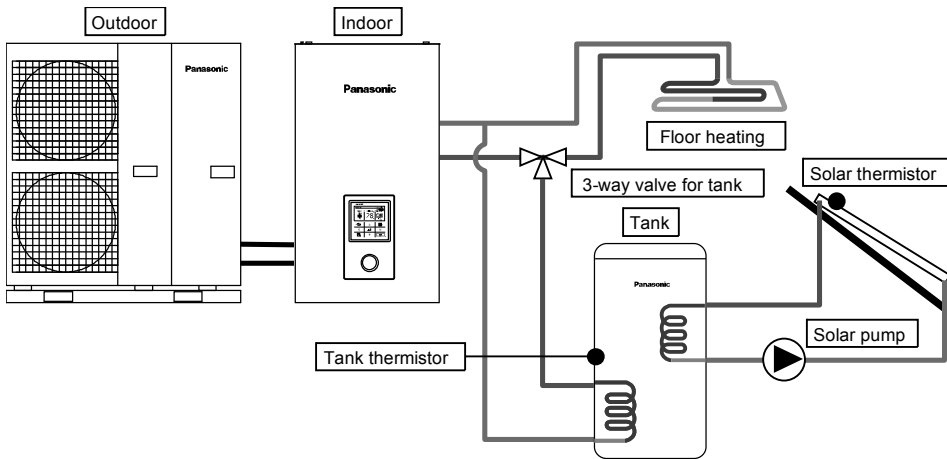 Outdoor
Indoor
Panasonic
Panasonic
Floor heating
3-way valve for tank
Solar thermistor
Tank
Panasonic
Solar pump
Tank thermistor